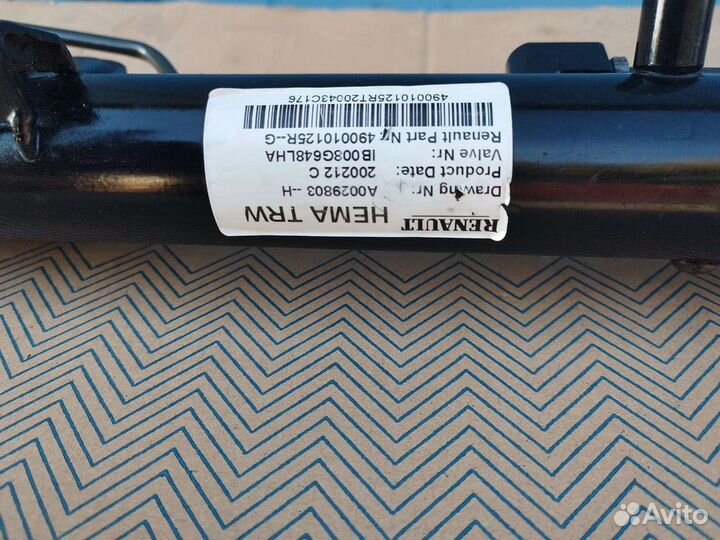 RENAULT HEMA TRW
Drawing Nr: A0029803 --H
Product Date: 200212 C
Valve Nr: IB008G648LHA
Renault Part Nr: 490010125R--G
490010125RT20043C176
Avito